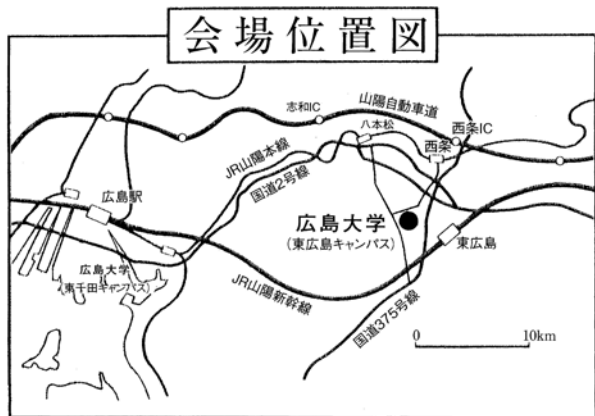 会場位置図
志和IC
山陽自動車道
八本松
西条IC
西条
JR山陽本線
国道2号線
広島駅
広島大学
(東広島キャンパス)
東広島
広島大学
(東千田キャンパス)
JR山陽新幹線
国道375号線
0 10km